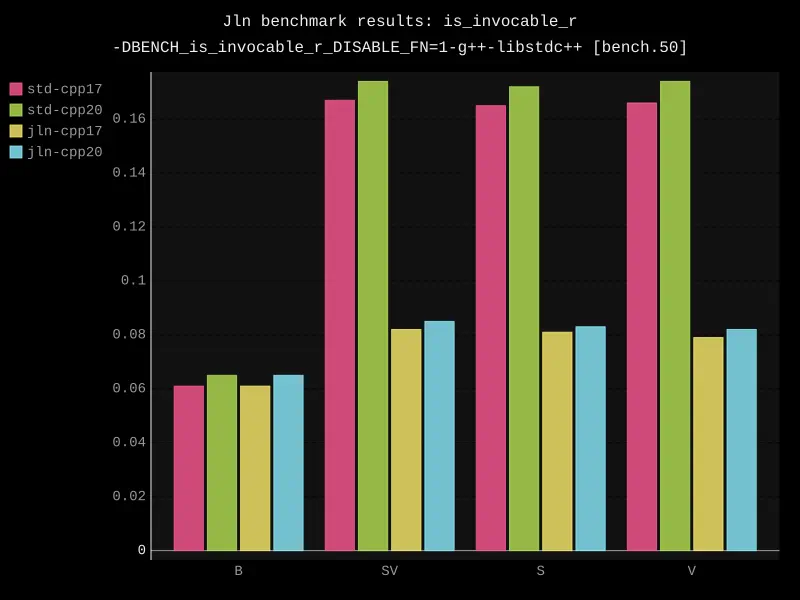 Jln benchmark results: is_invocable_r
-DBENCH_is_invocable_r_DISABLE_FN=1-g++-libstdc++ [bench.50]
std-cpp17
std-cpp20
jln-cpp17
jln-cpp20
0.16
0.14
0.12
0.1
0.08
0.06
0.04
0.02
0
B SV S V